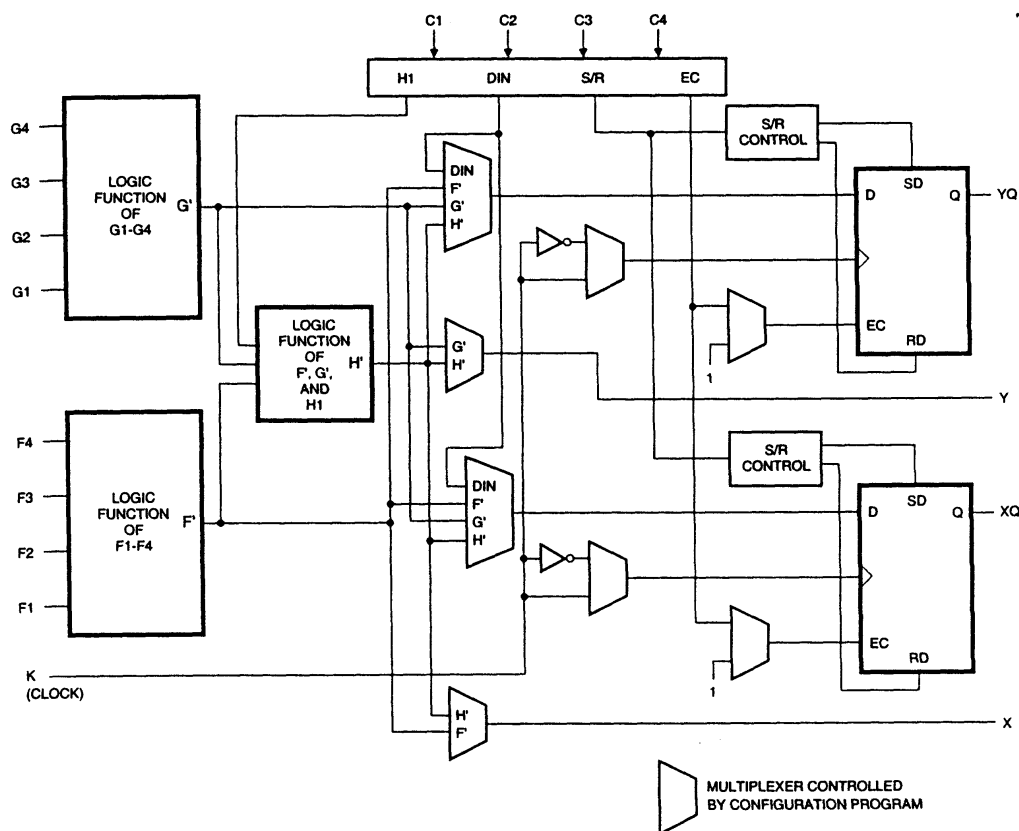 C1 C2 C3 C4
H1 DIN S/R EC
G4
G3
G2
G1
LOGIC
FUNCTION
OF
G1-G4
G'
DIN
F'
G'
H'
S/R
CONTROL
SD
D
Q
YQ
EC
RD
1
LOGIC
FUNCTION
OF
F', G',
AND
H1
H'
G'
H'
Y
F4
F3
F2
F1
LOGIC
FUNCTION
OF
F1-F4
F'
DIN
F'
G'
H'
S/R
CONTROL
SD
D
Q
XQ
EC
RD
1
K
(CLOCK)
H'
F'
X
MULTIPLEXER CONTROLLED
BY CONFIGURATION PROGRAM